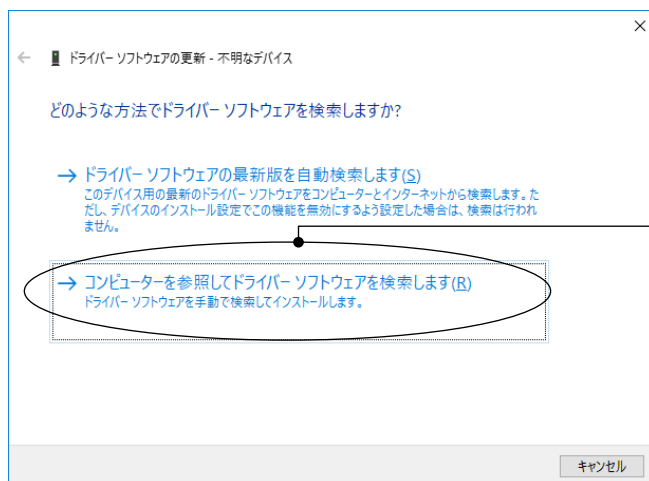 ドライバー ソフトウェアの更新 - 不明なデバイス
どのような方法でドライバー ソフトウェアを検索しますか?
ドライバー ソフトウェアの最新版を自動検索します(S)
このデバイス用の最新のドライバー ソフトウェアをコンピューターとインターネットから検索します。た
だし、デバイスのインストール設定でこの機能を無効にするよう設定した場合は、検索は行われ
ません。
コンピューターを参照してドライバー ソフトウェアを検索します(R)
ドライバー ソフトウェアを手動で検索してインストールします。
キャンセル